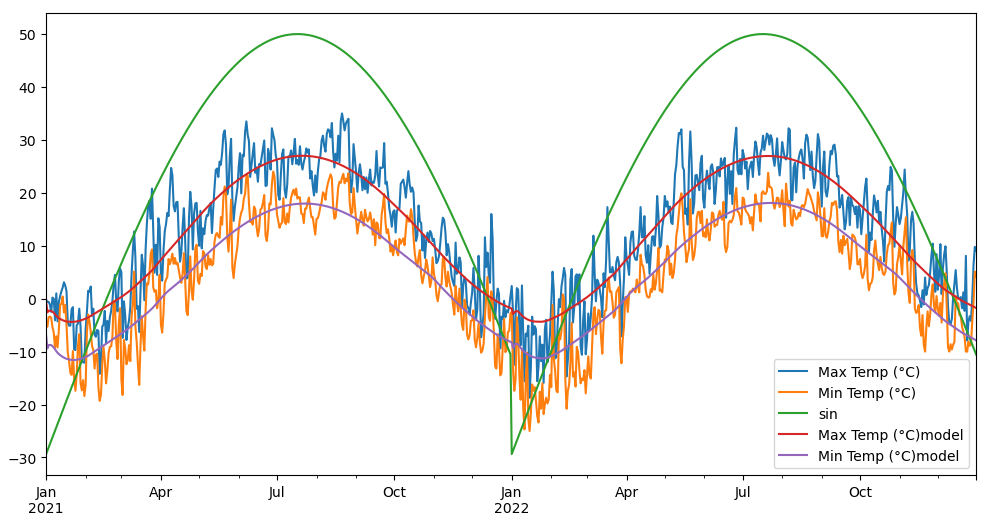 50
40
30
20
10
0
−10
−20
−30
Jan
2021
Apr
Jul
Oct
Jan
2022
Apr
Jul
Oct
Max Temp (°C)
Min Temp (°C)
sin
Max Temp (°C)model
Min Temp (°C)model